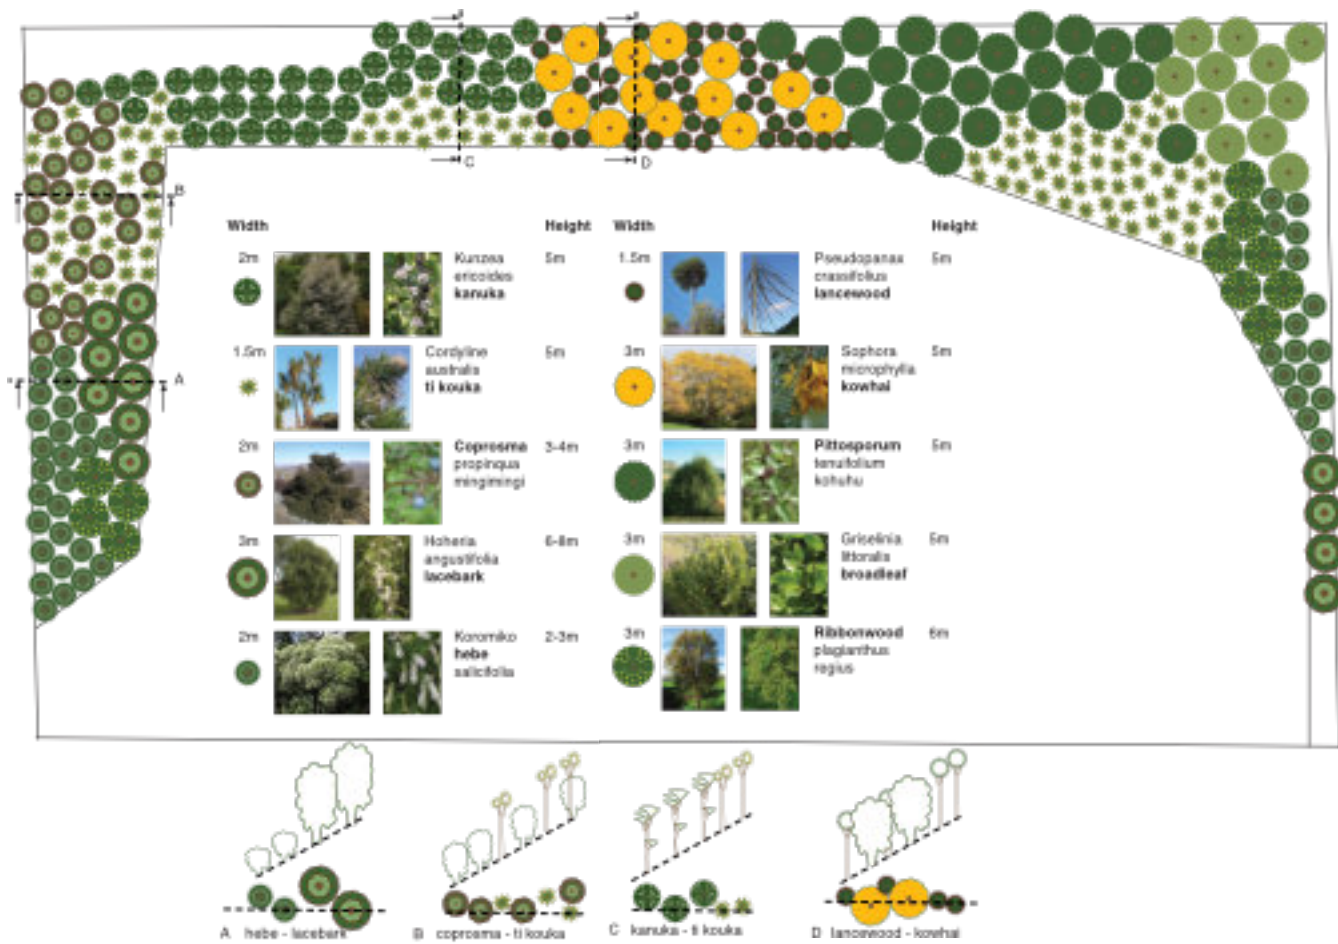 C
D
B
A
Width
Height
Width
Height
2m
Kunzea
ericoides
kanuka
5m
1.5m
Pseudopanax
crassifolius
lancewood
5m
1.5m
Cordyline
australis
ti kouka
5m
3m
Sophora
microphylla
kowhai
5m
2m
Coprosma
propinqua
mingimingi
3-4m
3m
Pittosporum
tenuifolium
kohuhu
5m
3m
Hoheria
angustifolia
lacebark
6-8m
3m
Griselinia
littoralis
broadleaf
5m
2m
Koromiko
hebe
salicifolia
2-3m
3m
Ribbonwood
plagianthus
regius
6m
A hebe - lacebark
B coprosma - ti kouka
C kanuka - ti kouka
D lancewood - kowhai